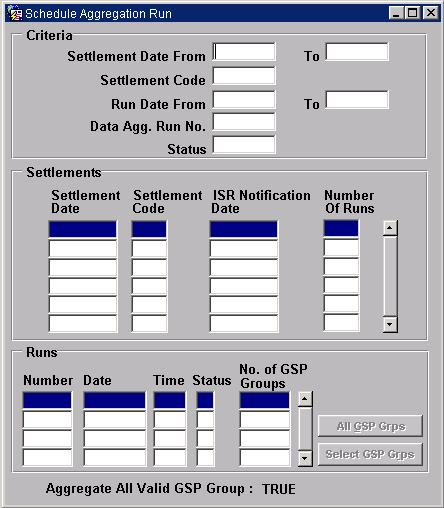 Schedule Aggregation Run
Criteria
Settlement Date From To
Settlement Code
Run Date From To
Data Agg. Run No.
Status
Settlements
Settlement Date Settlement Code ISR Notification Date Number Of Runs
Runs
Number Date Time Status No. of GSP Groups
All GSP Grps
Select GSP Grps
Aggregate All Valid GSP Group : TRUE